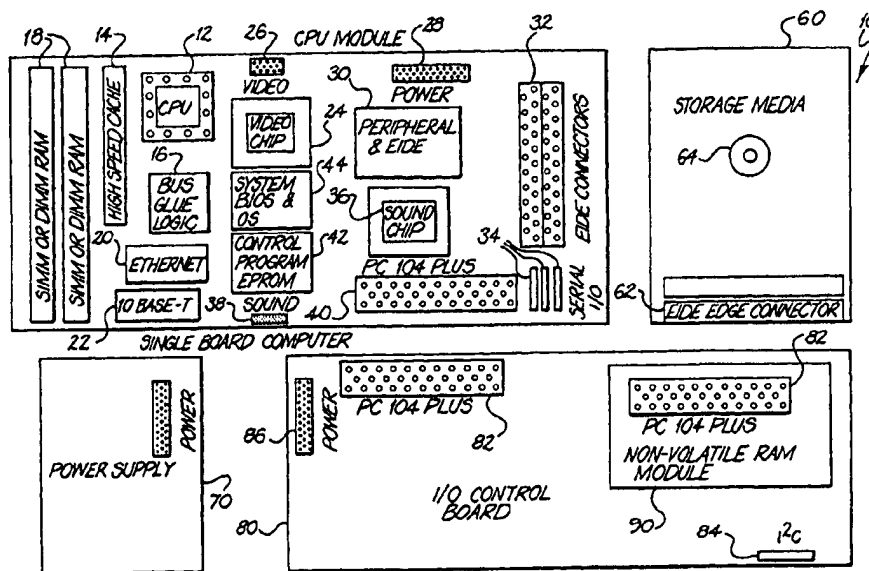 18
14
12
26
CPU MODULE
28
32
60
10
SIMM OR DIMM RAM
SIMM OR DIMM RAM
HIGH SPEED CACHE
CPU
VIDEO
VIDEO CHIP
24
30
POWER
PERIPHERAL & EIDE
EIDE CONNECTORS
STORAGE MEDIA
64
16
BUS GLUE LOGIC
SYSTEM BIOS & OS
44
36
SOUND CHIP
20
ETHERNET
CONTROL PROGRAM EPROM
42
34
PC 104 PLUS
40
SERIAL I/O
22
10 BASE-T
38
SOUND
62
EIDE EDGE CONNECTOR
SINGLE BOARD COMPUTER
POWER SUPPLY
POWER
70
86
POWER
PC 104 PLUS
82
82
PC 104 PLUS
NON-VOLATILE RAM MODULE
90
I/O CONTROL BOARD
80
84
I²C